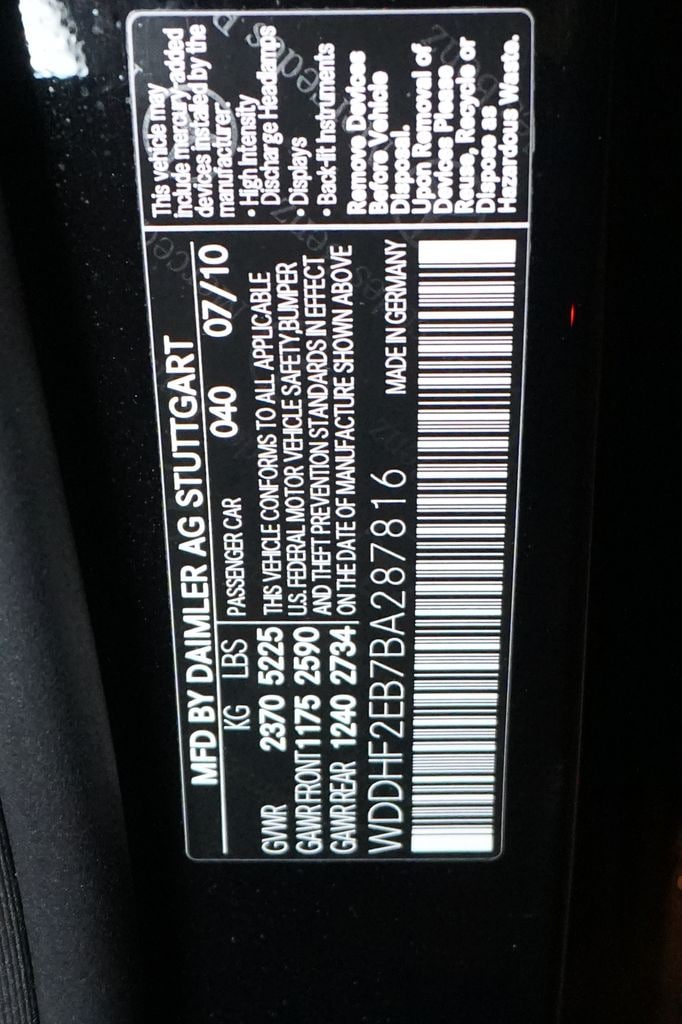 MFD BY DAIMLER AG STUTTGART
KG LBS
GVWR 2370 5225
GAWR FRONT 1175 2590
GAWR REAR 1240 2734
PASSENGER CAR 040 07/10
THIS VEHICLE CONFORMS TO ALL APPLICABLE
U.S. FEDERAL MOTOR VEHICLE SAFETY,BUMPER
AND THEFT PREVENTION STANDARDS IN EFFECT
ON THE DATE OF MANUFACTURE SHOWN ABOVE
WDDHF2EB7BA287816 MADE IN GERMANY
This vehicle may
include mercury added
devices installed by the
manufacturer:
• High Intensity
Discharge Headlamps
• Displays
• Back-lit Instruments
Remove Devices
Before Vehicle
Disposal.
Upon Removal of
Devices Please
Reuse, Recycle or
Dispose as
Hazardous Waste.